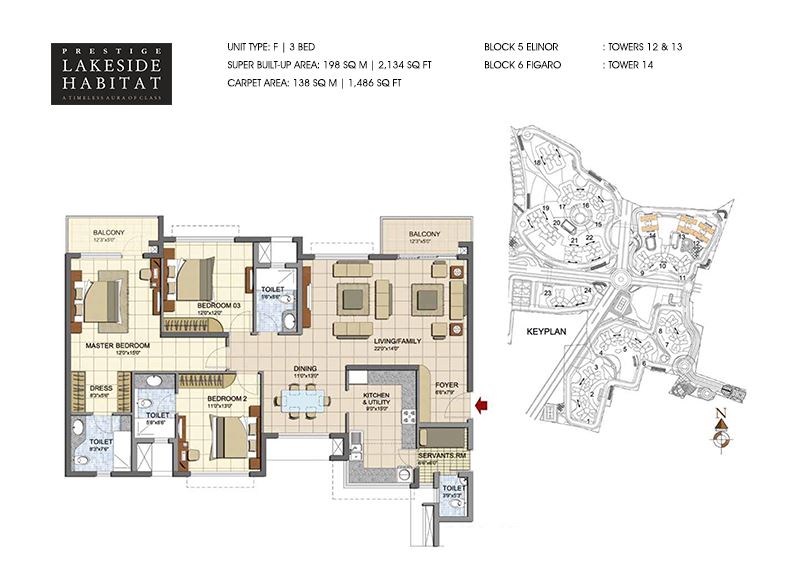 PRESTIGE
LAKESIDE
HABITAT
A TIMELESS AURA OF CLASS
UNIT TYPE: F | 3 BED
SUPER BUILT-UP AREA: 198 SQ M | 2,134 SQ FT
CARPET AREA: 138 SQ M | 1,486 SQ FT
BLOCK 5 ELINOR : TOWERS 12 & 13
BLOCK 6 FIGARO : TOWER 14
BALCONY
12'3"x5'0"
BALCONY
12'3"x5'0"
BEDROOM 03
12'0"x12'0"
TOILET
5'6"x8'6"
MASTER BEDROOM
12'0"x15'0"
LIVING/FAMILY
22'0"x14'0"
DINING
11'0"x13'0"
DRESS
8'3"x5'6"
BEDROOM 2
11'0"x13'0"
KITCHEN
& UTILITY
9'0"x15'0"
FOYER
6'6"x7'9"
TOILET
5'6"x8'6"
TOILET
9'3"x7'6"
SERVANTS.RM
TOILET
3'9"x5'3"
KEYPLAN
18
19
17
16
20
15
21
22
14
13
12
11
10
9
23
24
8
7
6
5
4
3
2
1
N